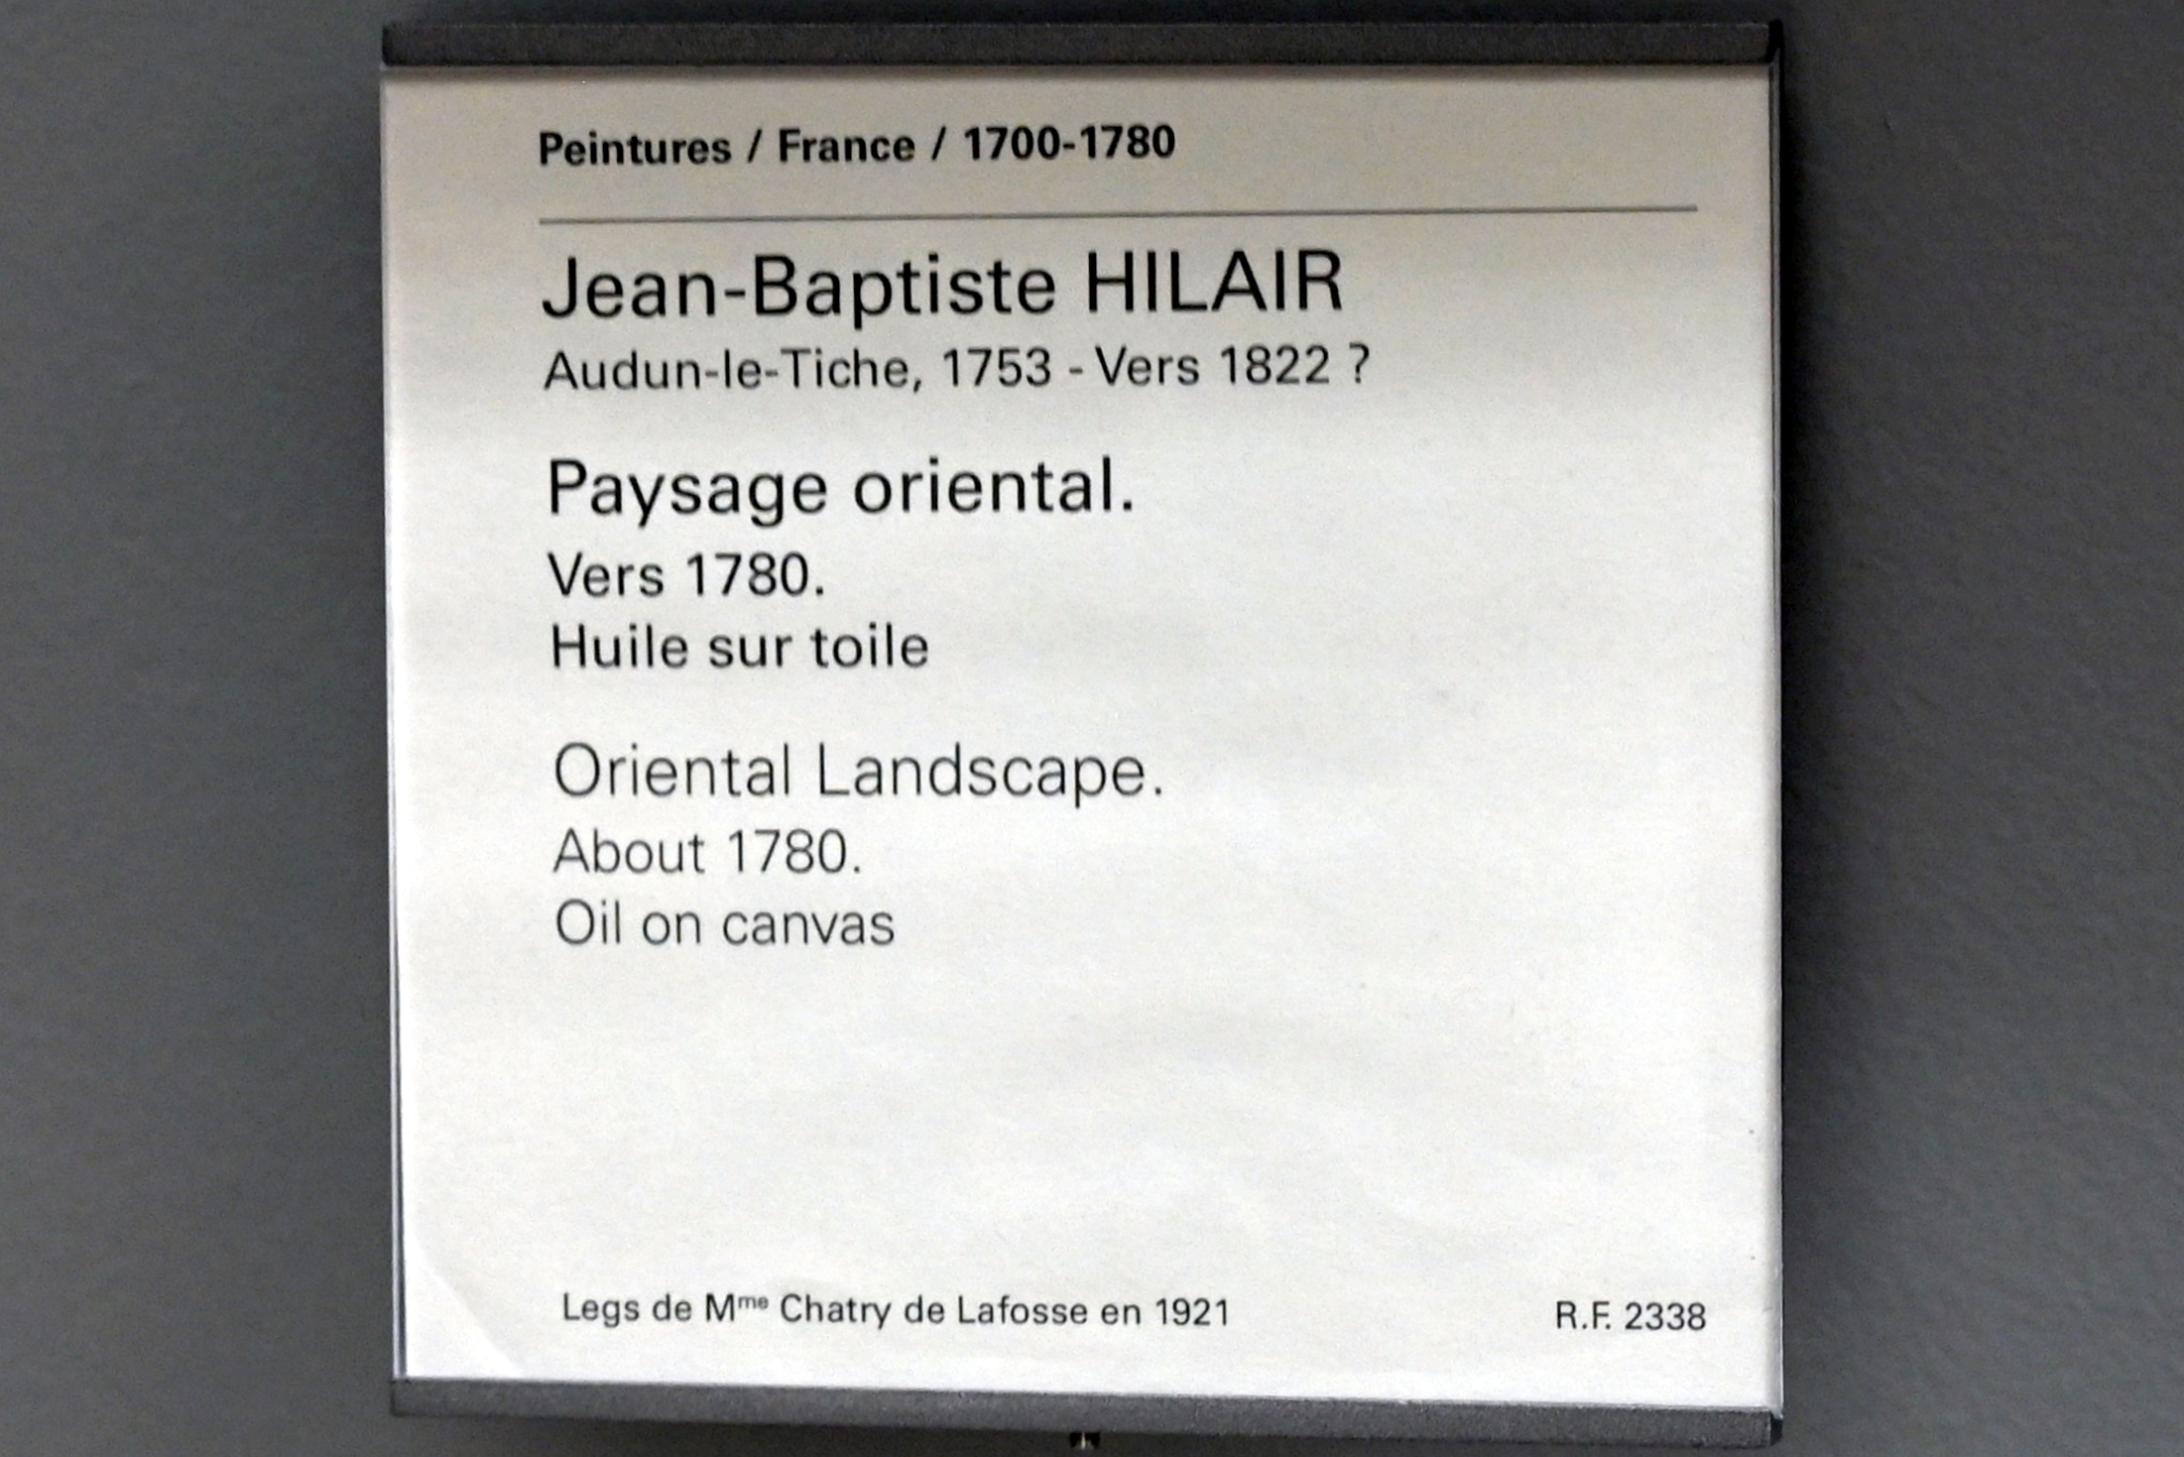 Peintures / France / 1700-1780
Jean-Baptiste HILAIR
Audun-le-Tiche, 1753 - Vers 1822 ?
Paysage oriental.
Vers 1780.
Huile sur toile
Oriental Landscape.
About 1780.
Oil on canvas
Legs de Mme Chatry de Lafosse en 1921
R.F. 2338